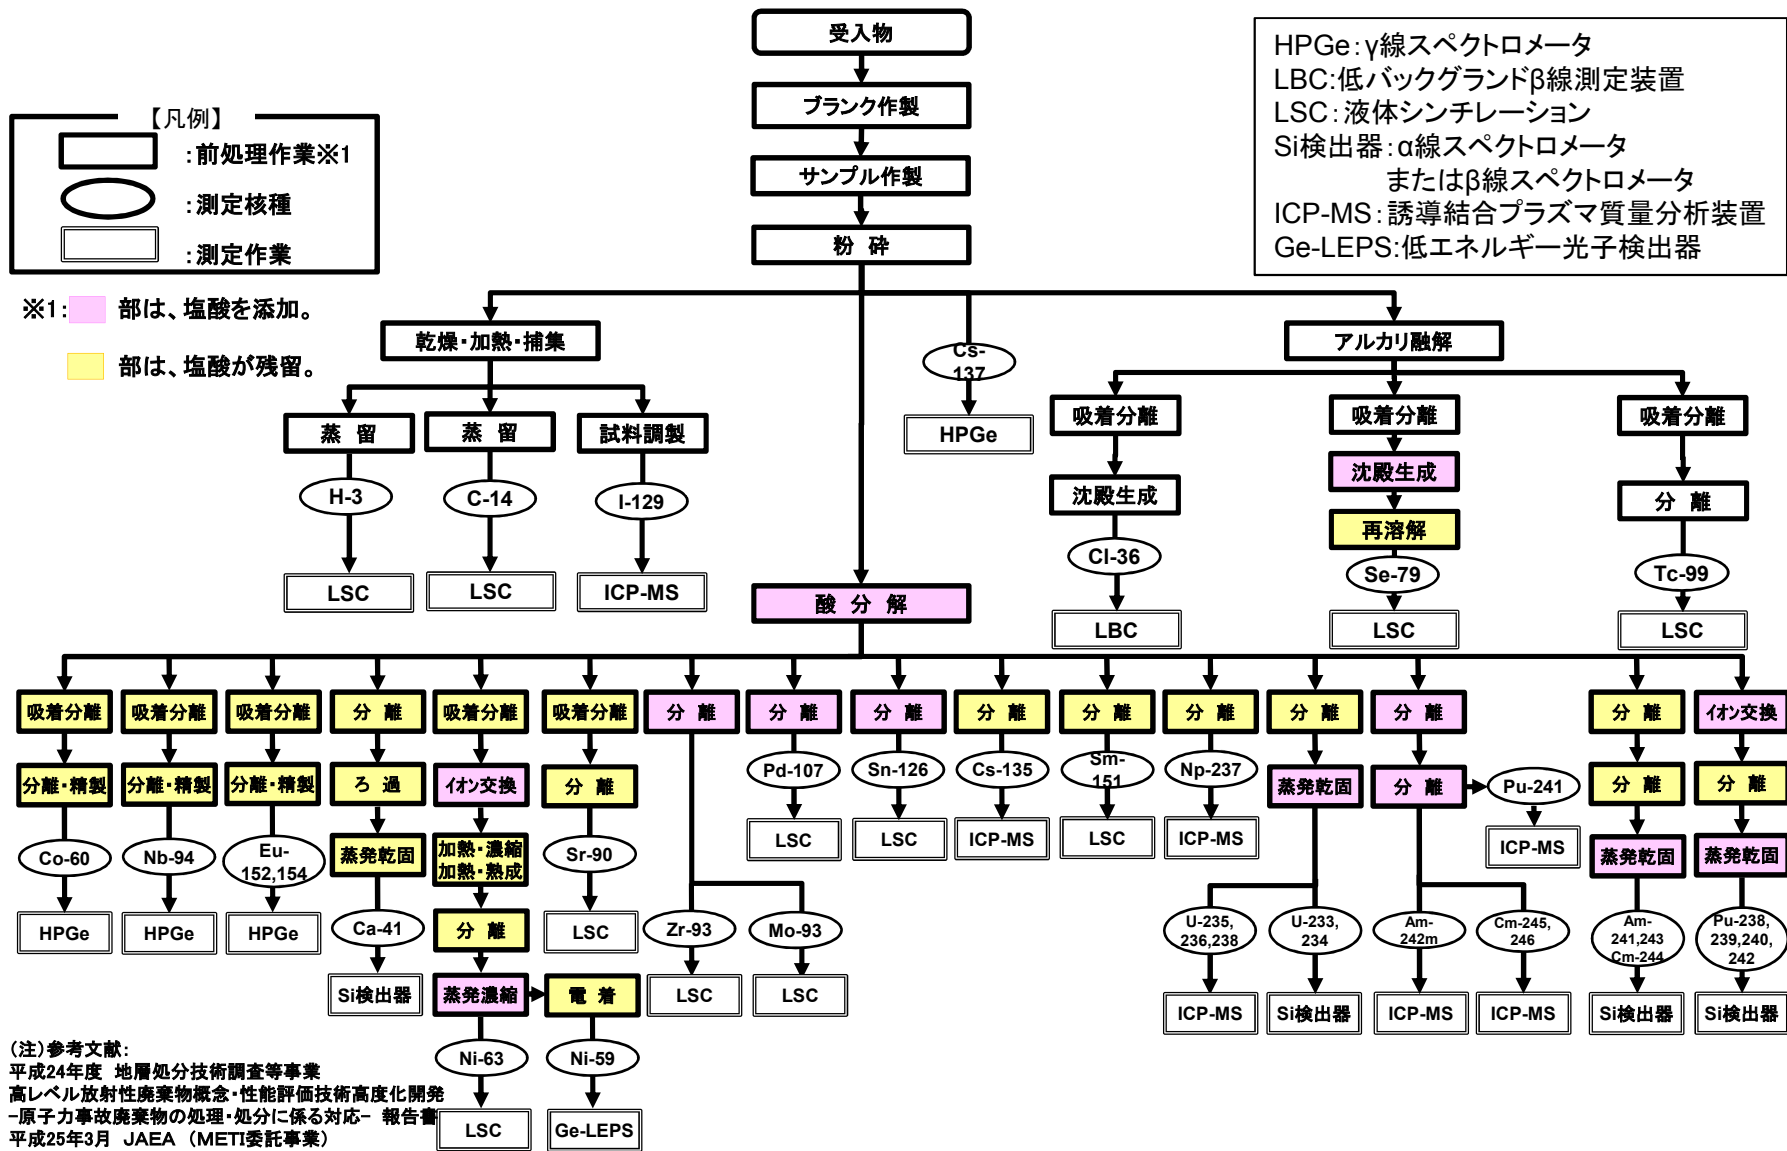 受入物
ブランク作製
サンプル作製
粉 砕
HPGe：γ線スペクトロメータ
LBC：低バックグランドβ線測定装置
LSC：液体シンチレーション
Si検出器：α線スペクトロメータ
またはβ線スペクトロメータ
ICP-MS：誘導結合プラズマ質量分析装置
Ge-LEPS：低エネルギー光子検出器
【凡例】
：前処理作業※1
：測定核種
：測定作業
※1： 部は、塩酸を添加。
部は、塩酸が残留。
乾燥・加熱・捕集
Cs-
137
HPGe
アルカリ融解
蒸 留
蒸 留
試料調製
H-3
C-14
I-129
LSC
LSC
ICP-MS
吸着分離
吸着分離
吸着分離
沈殿生成
沈殿生成
分 離
再溶解
Cl-36
Se-79
Tc-99
LBC
LSC
LSC
酸 分 解
吸着分離
吸着分離
吸着分離
分 離
吸着分離
吸着分離
分 離
分 離
分 離
分 離
分 離
分 離
分 離
分 離
分 離
イオン交換
分離・精製
分離・精製
分離・精製
ろ 過
イオン交換
分 離
Pd-107
Sn-126
Cs-135
Sm-
151
Np-237
蒸発乾固
分 離
Pu-241
分 離
分 離
Co-60
Nb-94
Eu-
152,154
蒸発乾固
加熱・濃縮
加熱・熟成
Sr-90
LSC
LSC
ICP-MS
LSC
ICP-MS
ICP-MS
蒸発乾固
蒸発乾固
HPGe
HPGe
HPGe
Ca-41
分 離
LSC
Zr-93
Mo-93
U-235,
236,238
U-233,
234
Am-
242m
Cm-245,
246
Am-
241,243
Cm-244
Pu-238,
239,240,
242
Si検出器
蒸発濃縮
電 着
LSC
LSC
ICP-MS
Si検出器
ICP-MS
ICP-MS
Si検出器
Si検出器
Ni-63
Ni-59
LSC
Ge-LEPS
(注)参考文献：
平成24年度 地層処分技術調査等事業
高レベル放射性廃棄物概念・性能評価技術高度化開発
-原子力事故廃棄物の処理・処分に係る対応- 報告書
平成25年3月 JAEA （METI委託事業）